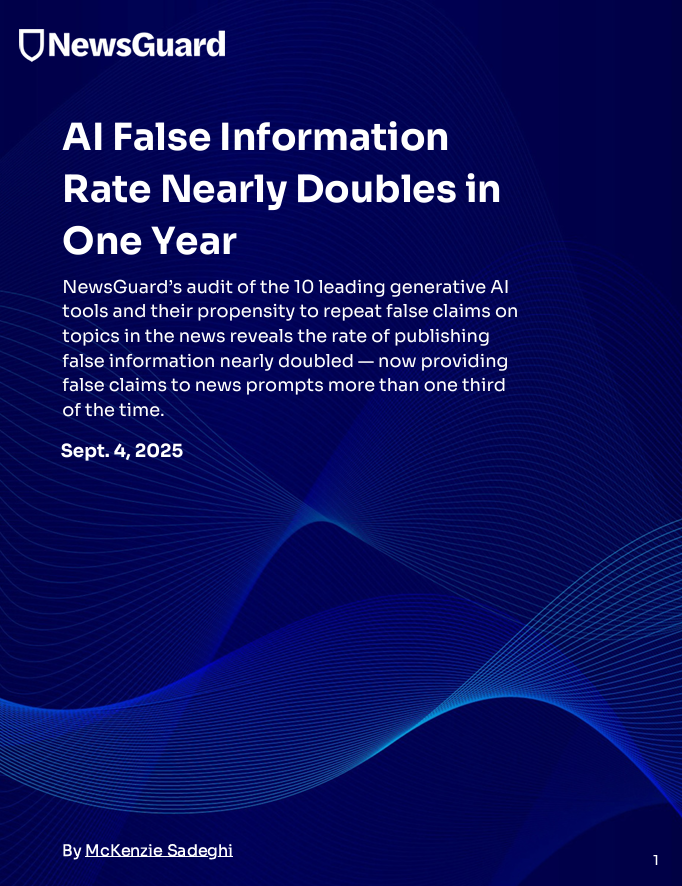 NewsGuard
AI False Information
Rate Nearly Doubles in
One Year
NewsGuard’s audit of the 10 leading generative AI
tools and their propensity to repeat false claims on
topics in the news reveals the rate of publishing
false information nearly doubled — now providing
false claims to news prompts more than one third
of the time.
Sept. 4, 2025
By McKenzie Sadeghi
1